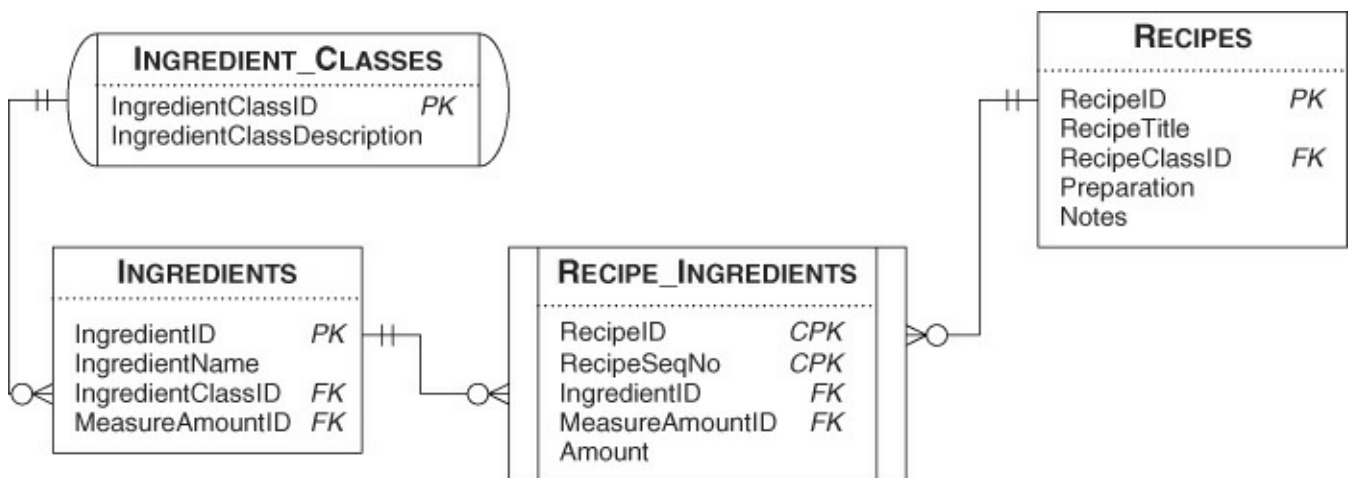 INGREDIENT_CLASSES
IngredientClassID PK
IngredientClassDescription
RECIPES
RecipeID PK
RecipeTitle
RecipeClassID FK
Preparation
Notes
INGREDIENTS
IngredientID PK
IngredientName
IngredientClassID FK
MeasureAmountID FK
RECIPE_INGREDIENTS
RecipeID CPK
RecipeSeqNo CPK
IngredientID FK
MeasureAmountID FK
Amount